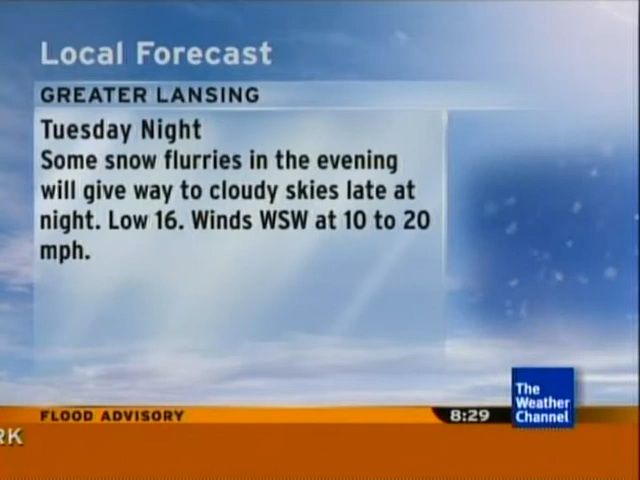 Local Forecast
GREATER LANSING
Tuesday Night
Some snow flurries in the evening
will give way to cloudy skies late at
night. Low 16. Winds WSW at 10 to 20
mph.
The
Weather
Channel
FLOOD ADVISORY
8:29
RK